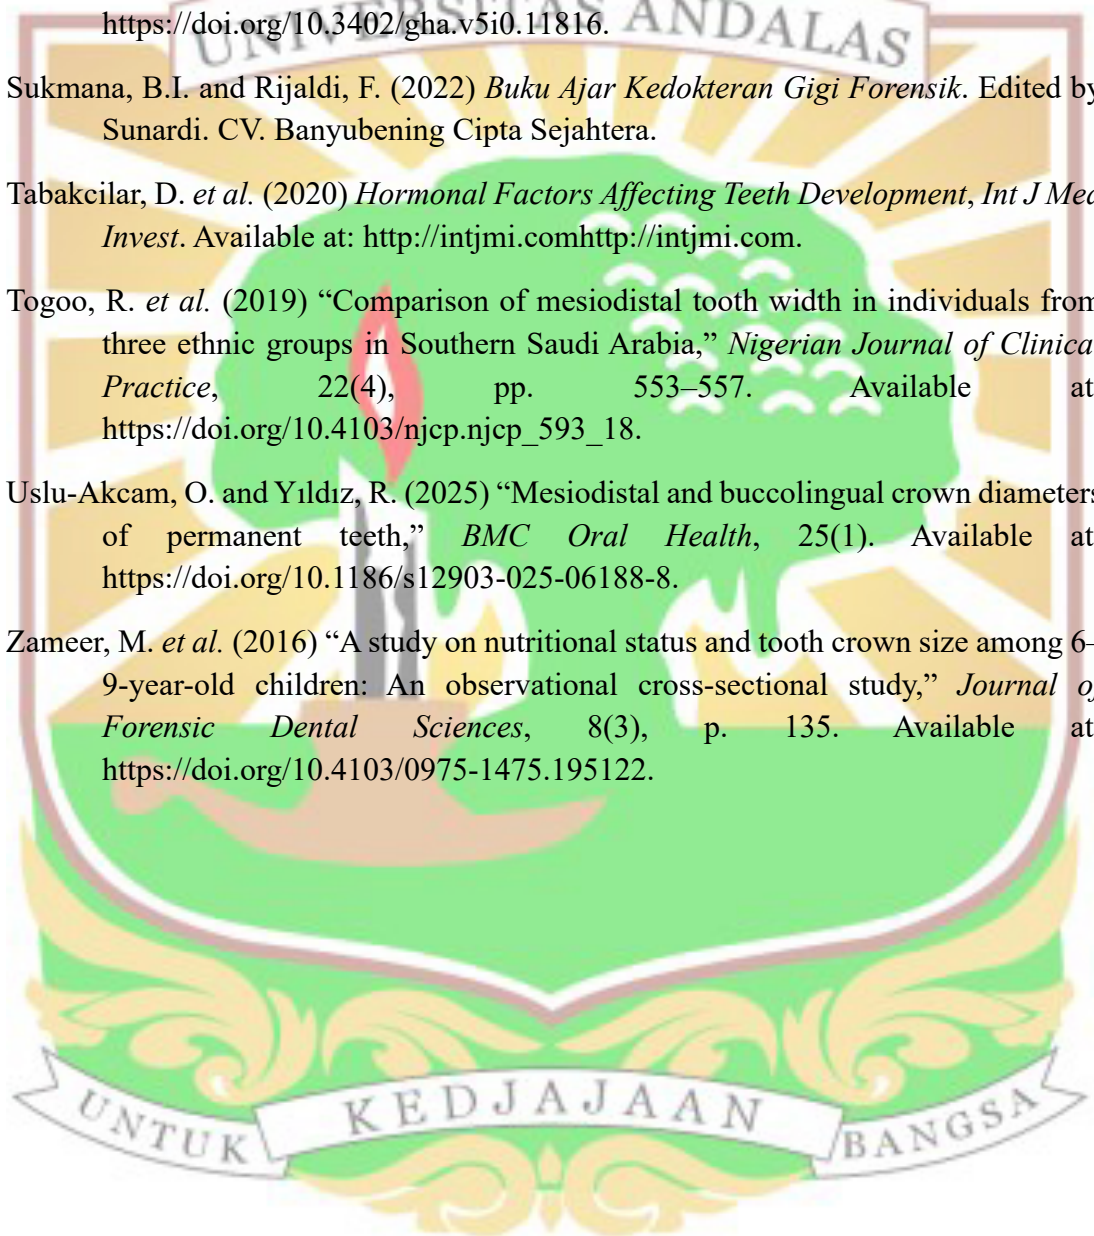 https://doi.org/10.3402/gha.v5i0.11816.
UNIVERSITAS ANDALAS
Sukmana, B.I. and Rijaldi, F. (2022) Buku Ajar Kedokteran Gigi Forensik. Edited by
Sunardi. CV. Banyubening Cipta Sejahtera.
Tabakcilar, D. et al. (2020) Hormonal Factors Affecting Teeth Development, Int J Med
Invest. Available at: http://intjmi.comhttp://intjmi.com.
Togoo, R. et al. (2019) “Comparison of mesiodistal tooth width in individuals from
three ethnic groups in Southern Saudi Arabia,” Nigerian Journal of Clinical
Practice, 22(4), pp. 553–557. Available at:
https://doi.org/10.4103/njcp.njcp_593_18.
Uslu-Akcam, O. and Yıldız, R. (2025) “Mesiodistal and buccolingual crown diameters
of permanent teeth,” BMC Oral Health, 25(1). Available at:
https://doi.org/10.1186/s12903-025-06188-8.
Zameer, M. et al. (2016) “A study on nutritional status and tooth crown size among 6–
9-year-old children: An observational cross-sectional study,” Journal of
Forensic Dental Sciences, 8(3), p. 135. Available at:
https://doi.org/10.4103/0975-1475.195122.
UNTUK KEDJAJAAN BANGSA